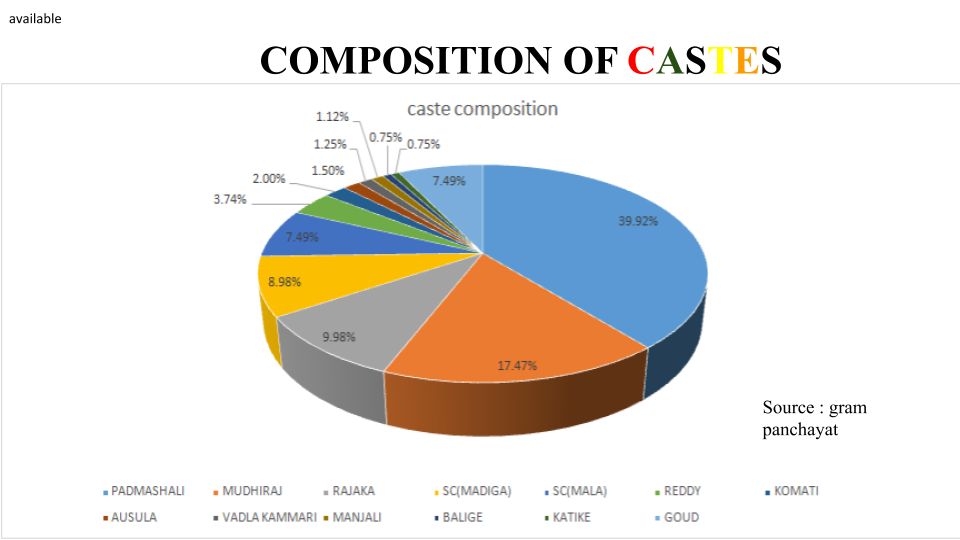 available
COMPOSITION OF CASTES
caste composition
1.12%
0.75%
0.75%
1.25%
1.50%
7.49%
2.00%
3.74%
39.92%
7.49%
8.98%
9.98%
17.47%
Source : gram
panchayat
PADMASHALI MUDHIRAJ RAJAKA SC(MADIGA) SC(MALA) REDDY KOMATI
AUSULA VADLA KAMMARI MANJALI BALIGE KATIKE GOUD